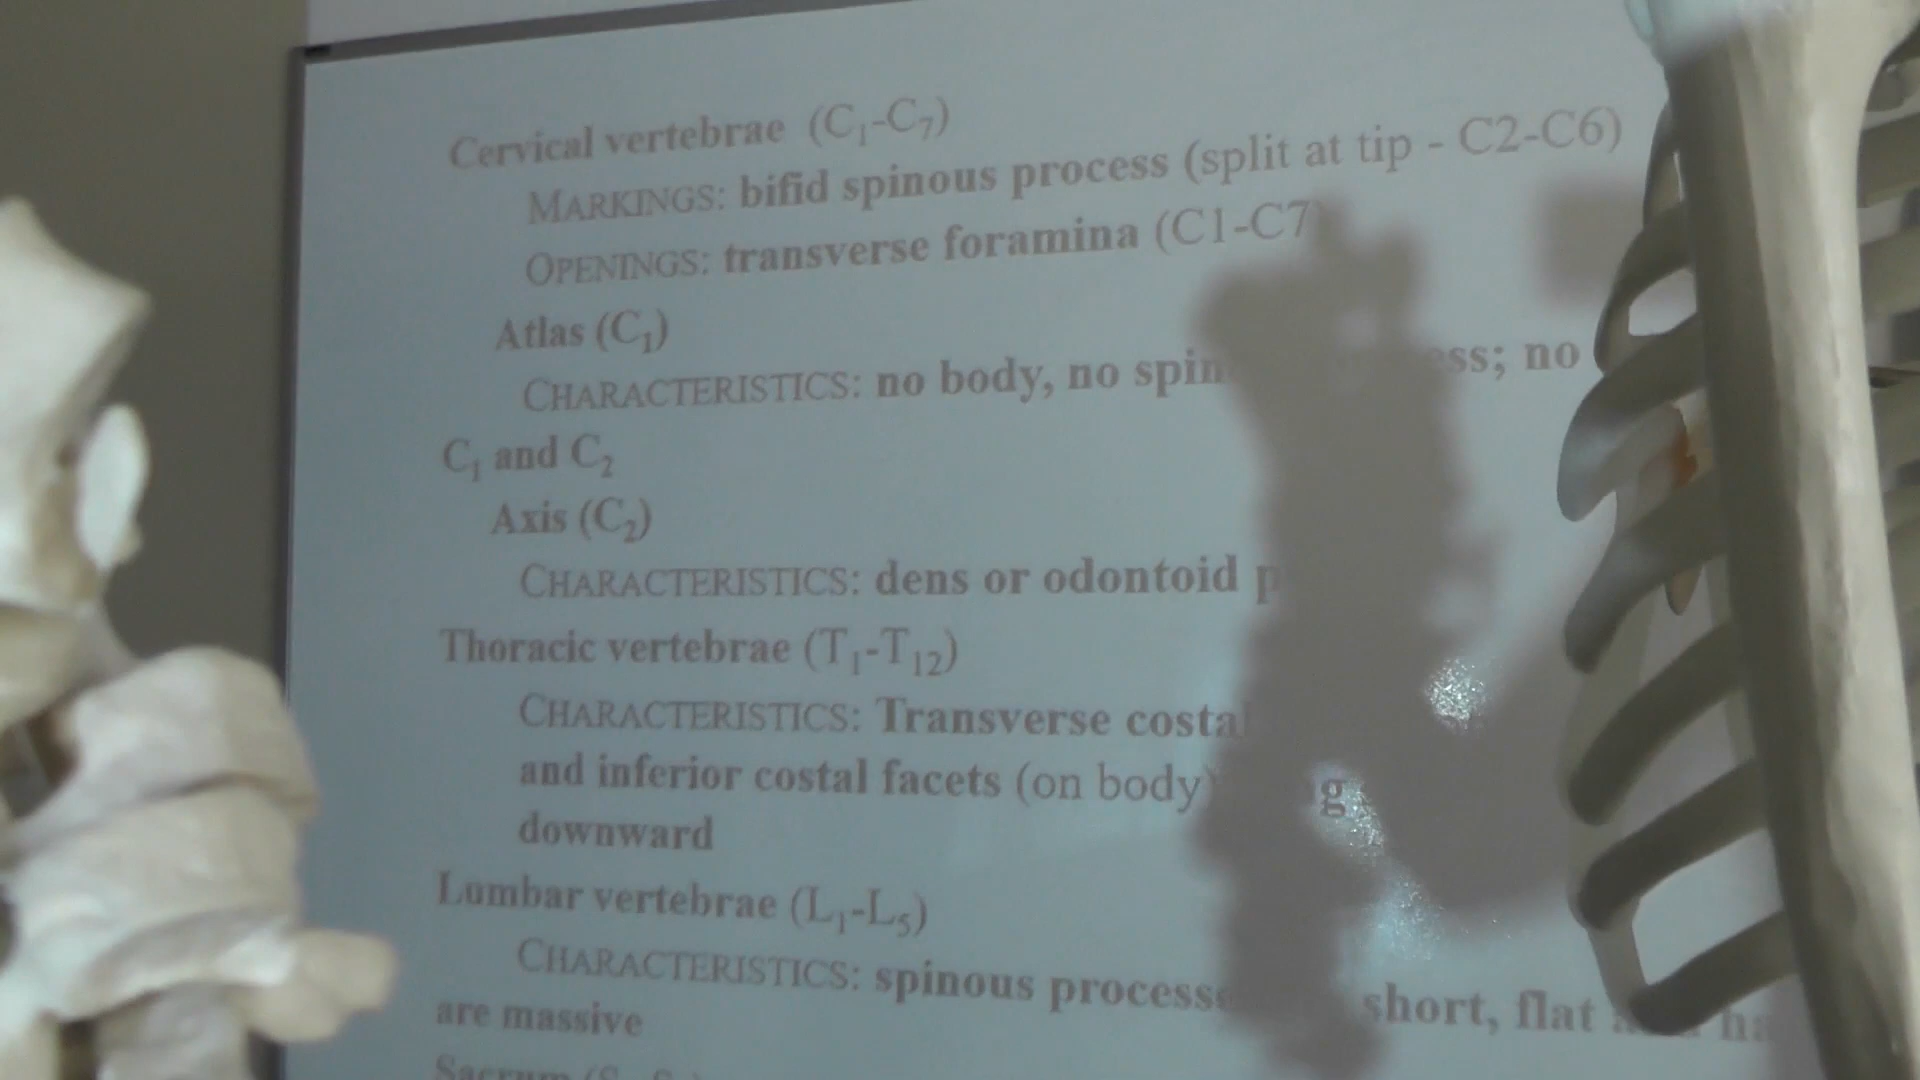 Cervical vertebrae (C1-C7)
MARKINGS: bifid spinous process (split at tip - C2-C6)
OPENINGS: transverse foramina (C1-C7
Atlas (C1)
CHARACTERISTICS: no body, no spin ss; no
C1 and C2
Axis (C2)
CHARACTERISTICS: dens or odontoid p
Thoracic vertebrae (T1-T12)
CHARACTERISTICS: Transverse costal
and inferior costal facets (on body) g
downward
Lumbar vertebrae (L1-L5)
CHARACTERISTICS: spinous process short, flat
are massive
Sacrum